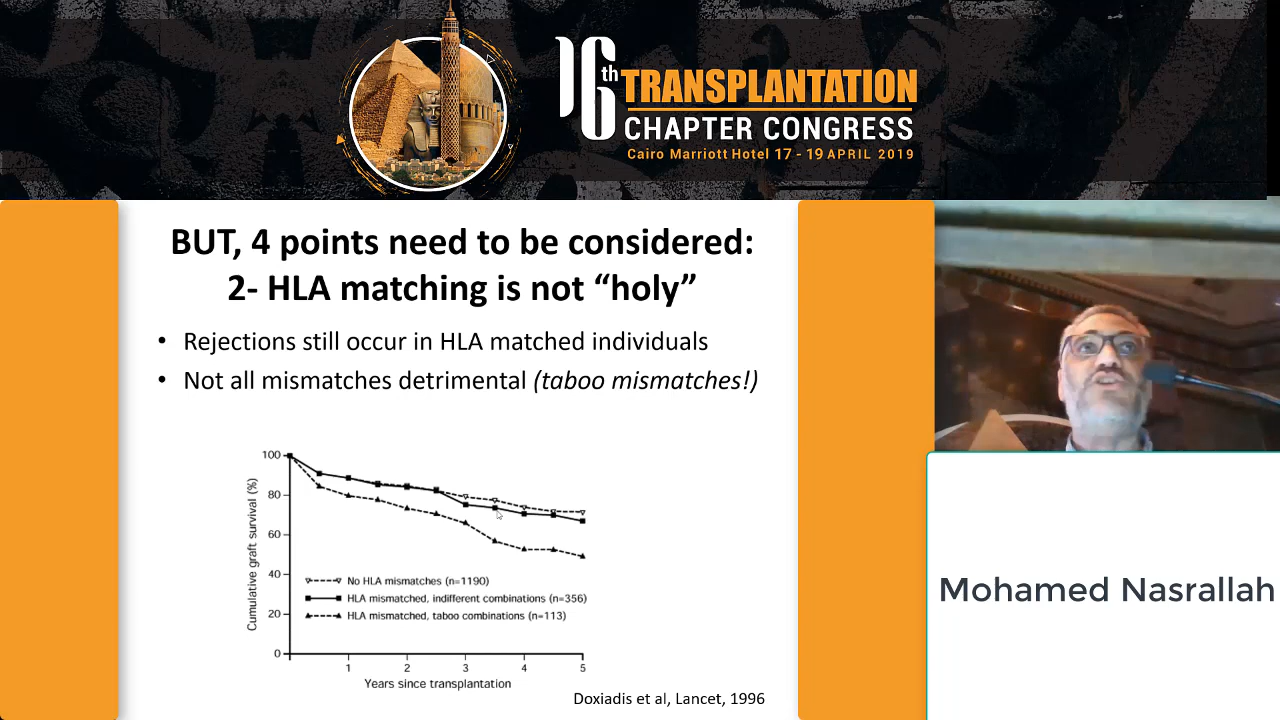 16th TRANSPLANTATION
CHAPTER CONGRESS
Cairo Marriott Hotel 17 - 19 APRIL 2019
BUT, 4 points need to be considered:
2- HLA matching is not “holy”
• Rejections still occur in HLA matched individuals
• Not all mismatches detrimental (taboo mismatches!)
100
80
60
40
20
0
Cumulative graft survival (%)
No HLA mismatches (n=1190)
HLA mismatched, indifferent combinations (n=356)
HLA mismatched, taboo combinations (n=113)
1 2 3 4 5
Years since transplantation
Doxiadis et al, Lancet, 1996
Mohamed Nasrallah